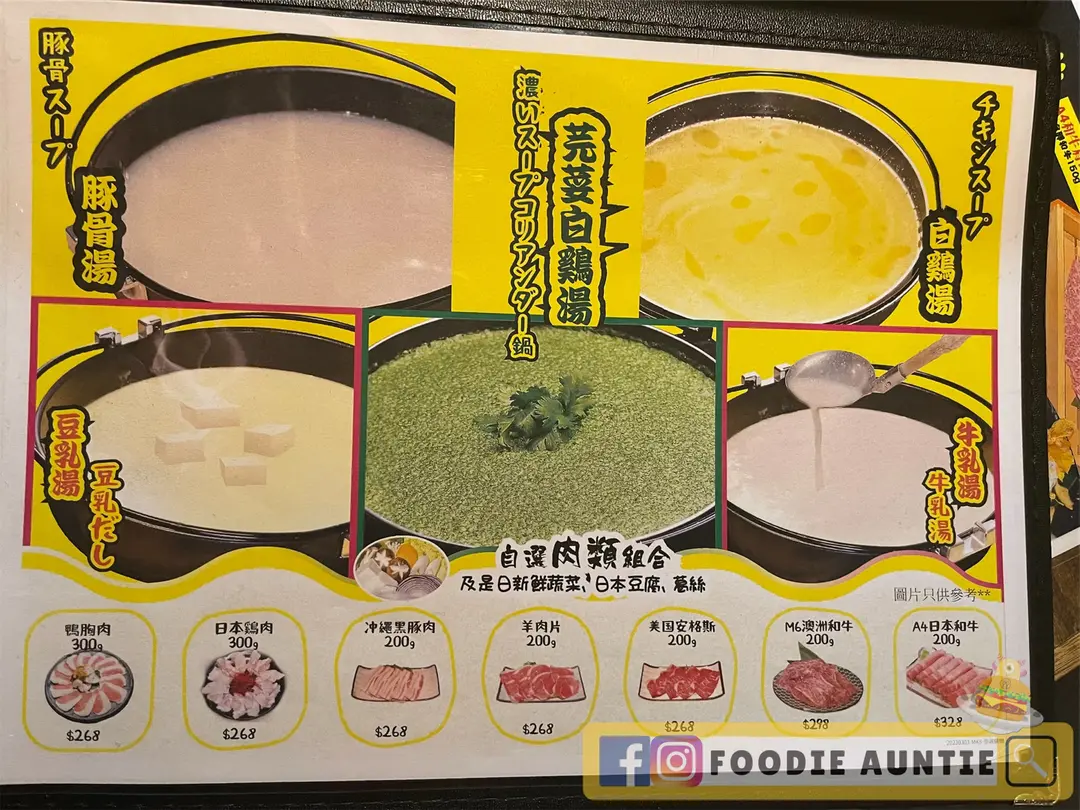 豚骨スープ
豚骨湯
濃いスープコリアンダー鍋
芫荽白鷄湯
チキンスープ
白鷄湯
豆乳湯
豆乳だし
牛乳湯
牛乳湯
自選肉類組合
及是日新鮮蔬菜、日本豆腐、葛絲
圖片只供參考**
鴨胸肉
300g
$268
日本鷄肉
300g
$268
沖繩黑豚肉
200g
$268
羊肉片
200g
$268
美国安格斯
200g
$268
M6澳洲和牛
200g
$298
A4日本和牛
200g
$328
FOODIE AUNTIE